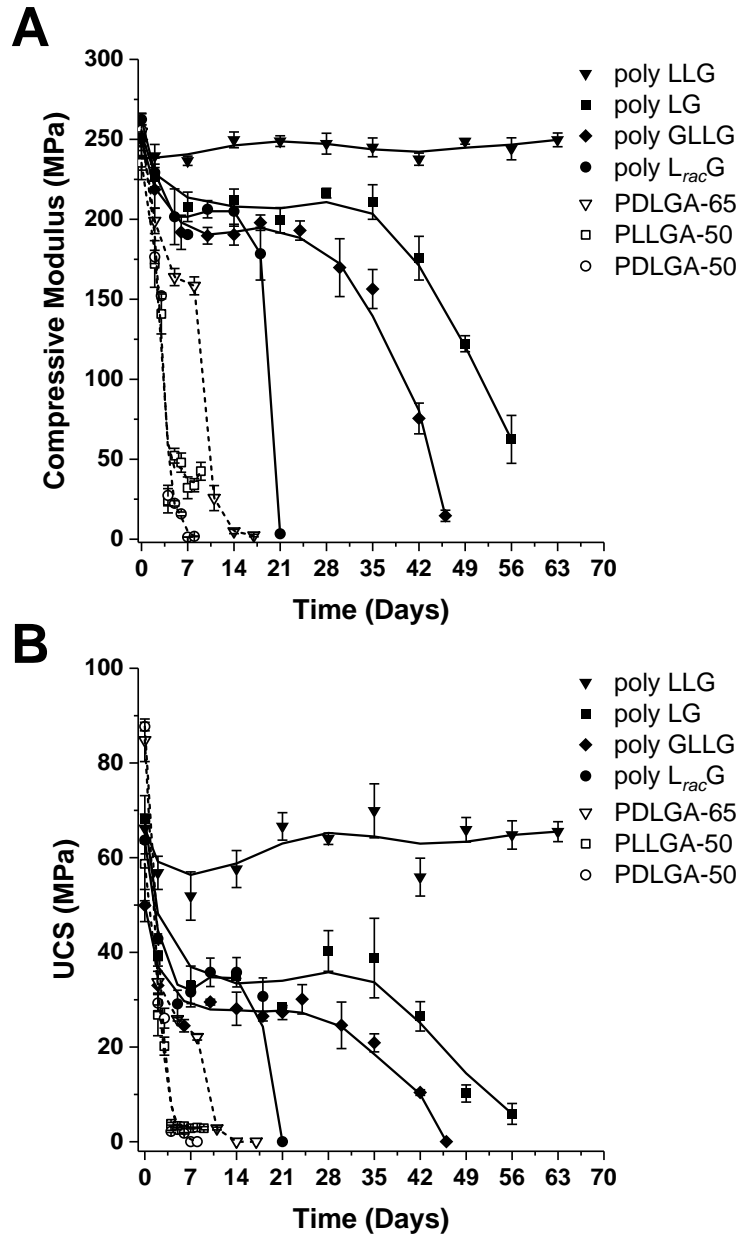 A
300
250
200
150
100
50
0
Compressive Modulus (MPa)
0 7 14 21 28 35 42 49 56 63 70
Time (Days)
poly LLG
poly LG
poly GLLG
poly LracG
PDLGA-65
PLLGA-50
PDLGA-50
B
100
80
60
40
20
0
UCS (MPa)
0 7 14 21 28 35 42 49 56 63 70
Time (Days)
poly LLG
poly LG
poly GLLG
poly LracG
PDLGA-65
PLLGA-50
PDLGA-50